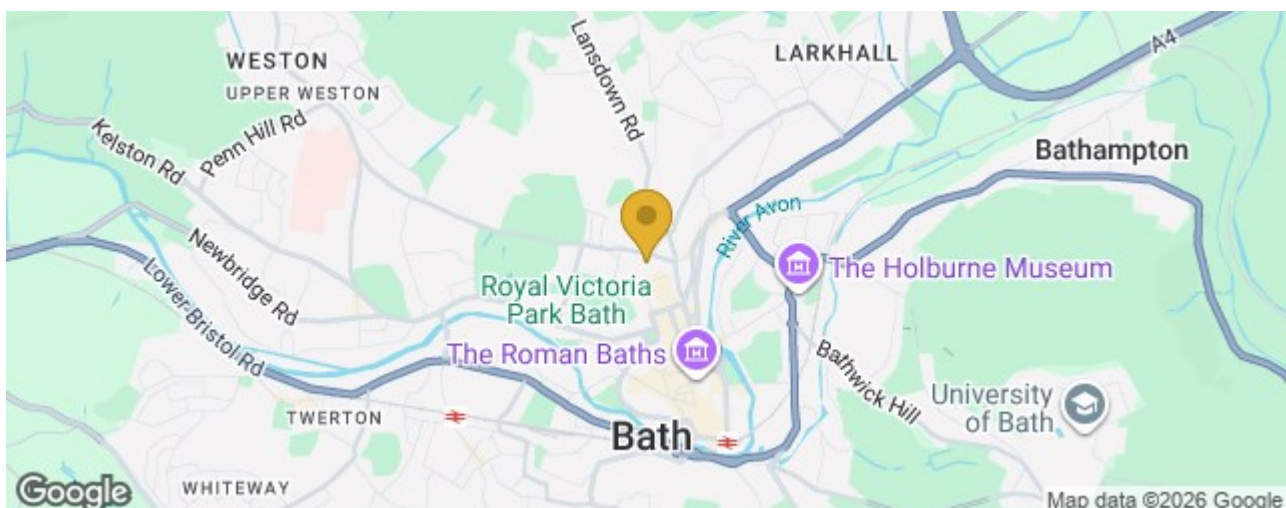 WESTON
UPPER WESTON
Lansdown Rd
LARKHALL
A4
Kelston Rd
Penn Hill Rd
Bathampton
River Avon
Newbridge Rd
Lower Bristol Rd
Royal Victoria
Park Bath
The Holburne Museum
The Roman Baths
Bathwick Hill
University
of Bath
TWERTON
Bath
WHITEWAY
Google
Map data ©2026 Google